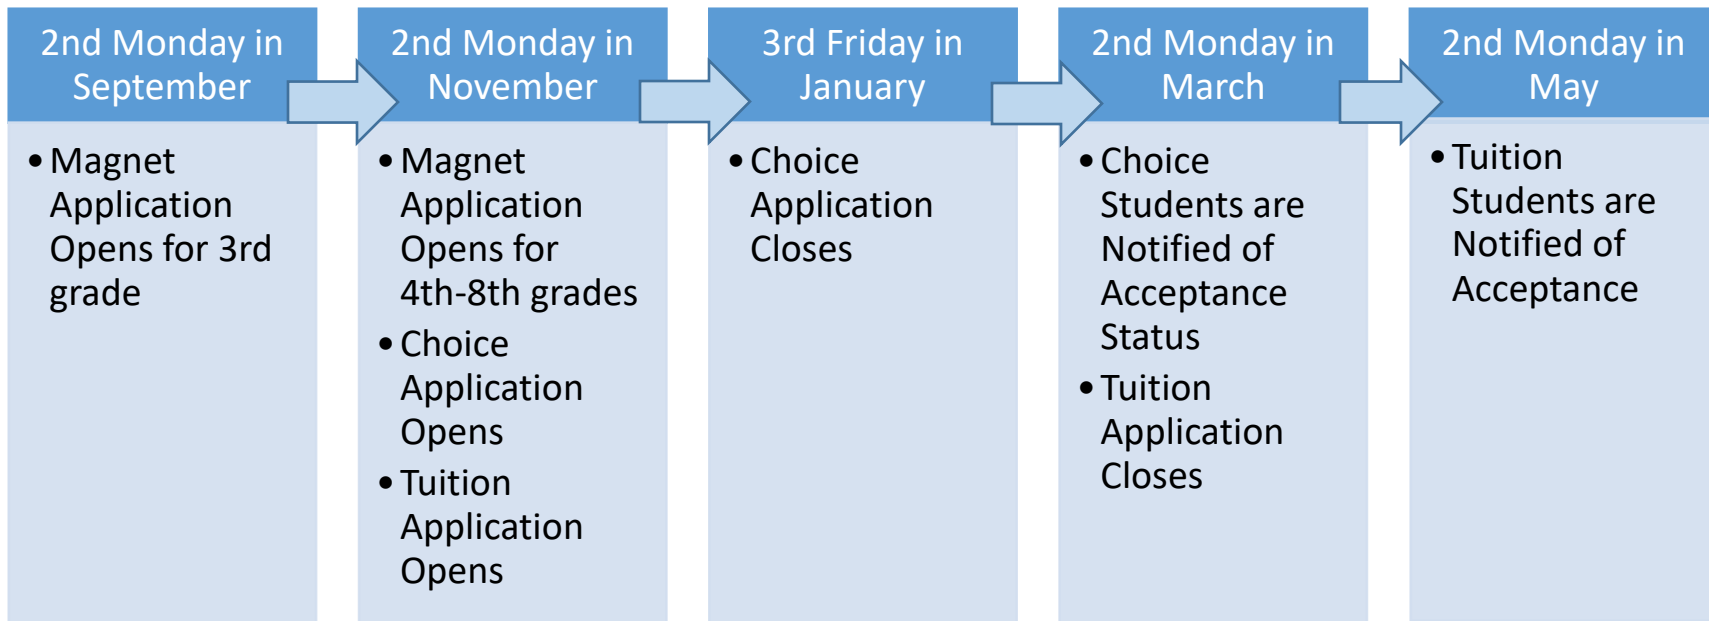 2nd Monday in
September
• Magnet
Application
Opens for 3rd
grade
2nd Monday in
November
• Magnet
Application
Opens for
4th-8th grades
• Choice
Application
Opens
• Tuition
Application
Opens
3rd Friday in
January
• Choice
Application
Closes
2nd Monday in
March
• Choice
Students are
Notified of
Acceptance
Status
• Tuition
Application
Closes
2nd Monday in
May
• Tuition
Students are
Notified of
Acceptance